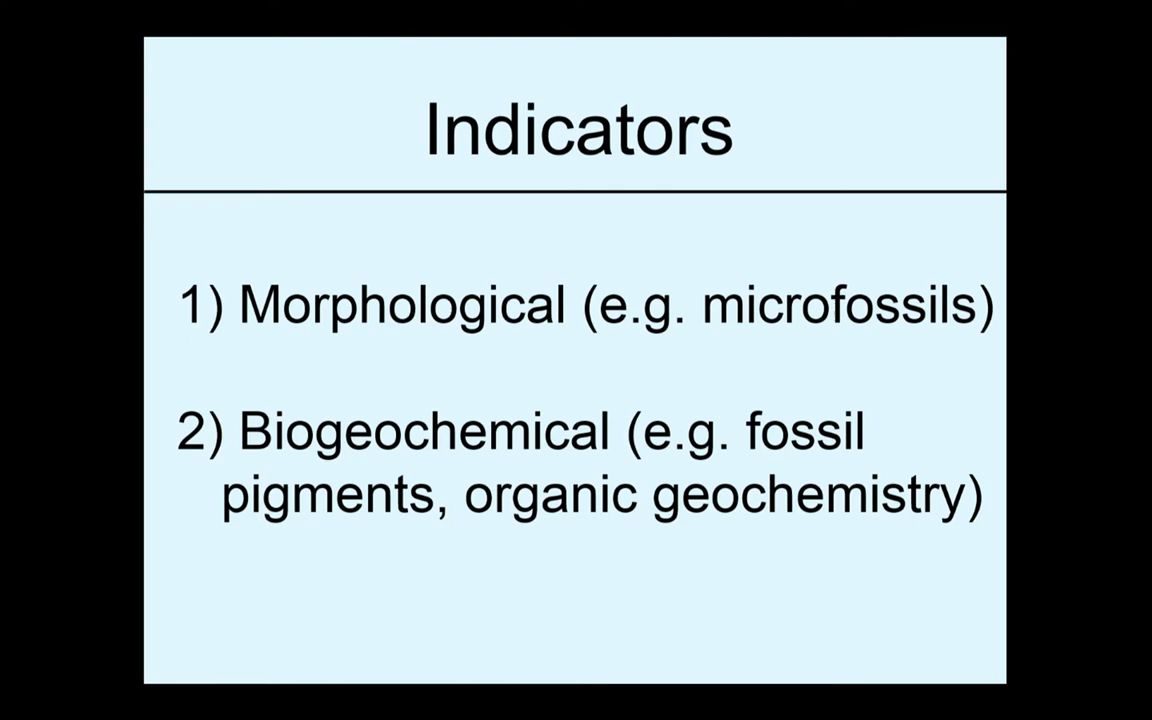 Indicators
1) Morphological (e.g. microfossils)
2) Biogeochemical (e.g. fossil
pigments, organic geochemistry)